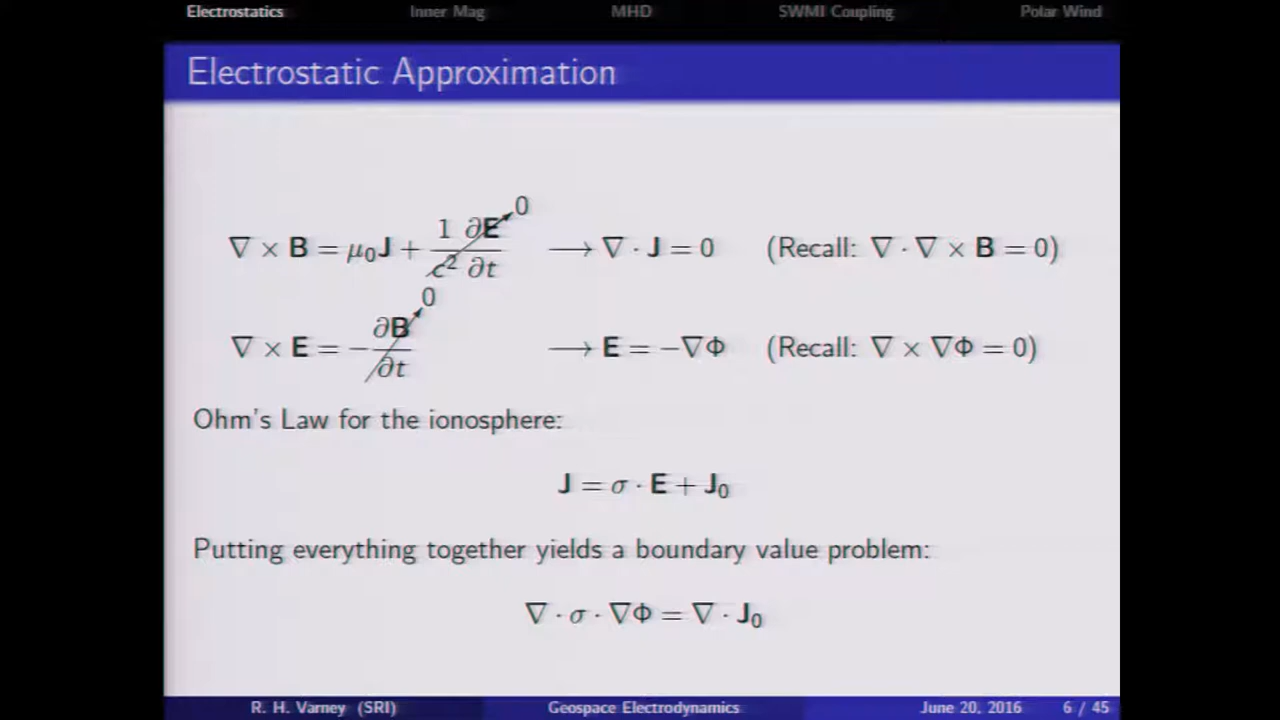 Electrostatics Inner Mag MHD SWMI Coupling Polar Wind
Electrostatic Approximation
∇ × B = μ₀J + 1/c² ∂E/∂t → 0 ⟶ ∇ · J = 0 (Recall: ∇ · ∇ × B = 0)
∇ × E = −∂B/∂t → 0 ⟶ E = −∇Φ (Recall: ∇ × ∇Φ = 0)
Ohm's Law for the ionosphere:
J = σ · E + J₀
Putting everything together yields a boundary value problem:
∇ · σ · ∇Φ = ∇ · J₀
R. H. Varney (SRI) Geospace Electrodynamics June 20, 2016 6 / 45